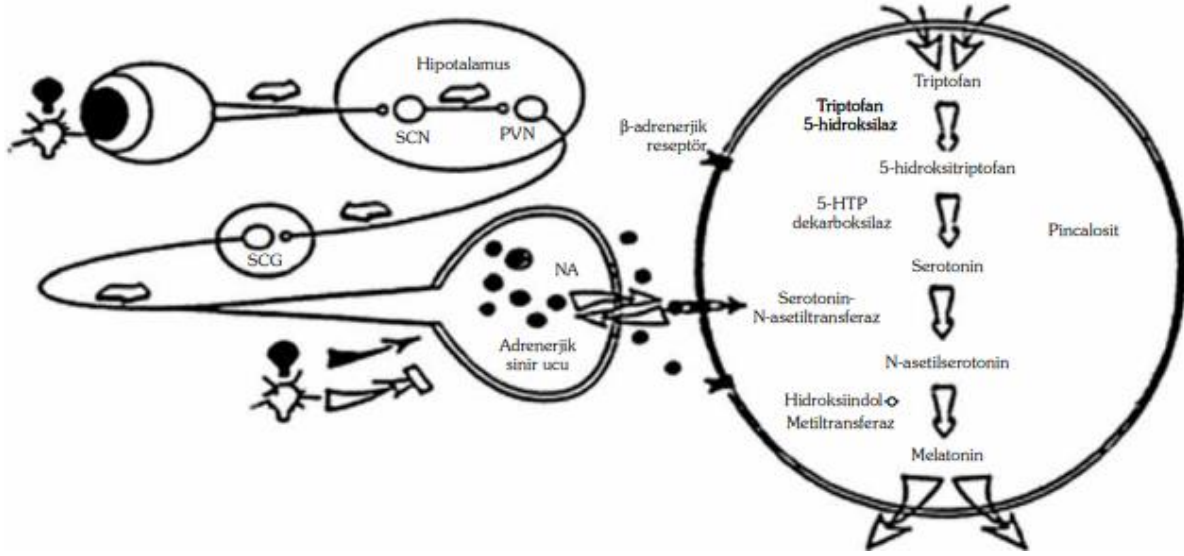 Hipotalamus
SCN
PVN
SCG
NA
Adrenerjik
sinir ucu
β-adrenerjik
reseptör
Triptofan
Triptofan
5-hidroksilaz
5-hidroksitriptofan
5-HTP
dekarboksilaz
Pincalosit
Serotonin
Serotonin-
N-asetiltransferaz
N-asetilserotonin
Hidroksiindol-o
Metiltransferaz
Melatonin